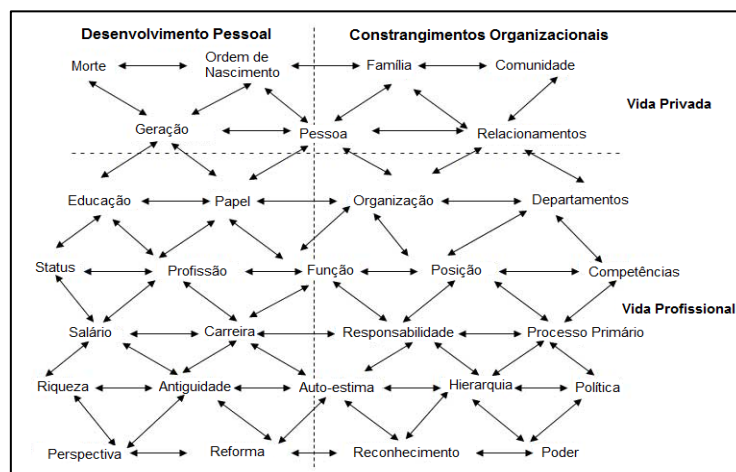 Desenvolvimento Pessoal Constrangimentos Organizacionais
Morte Ordem de Nascimento Família Comunidade
Vida Privada
Geração Pessoa Relacionamentos
Educação Papel Organização Departamentos
Status Profissão Função Posição Competências
Vida Profissional
Salário Carreira Responsabilidade Processo Primário
Riqueza Antiguidade Auto-estima Hierarquia Política
Perspectiva Reforma Reconhecimento Poder